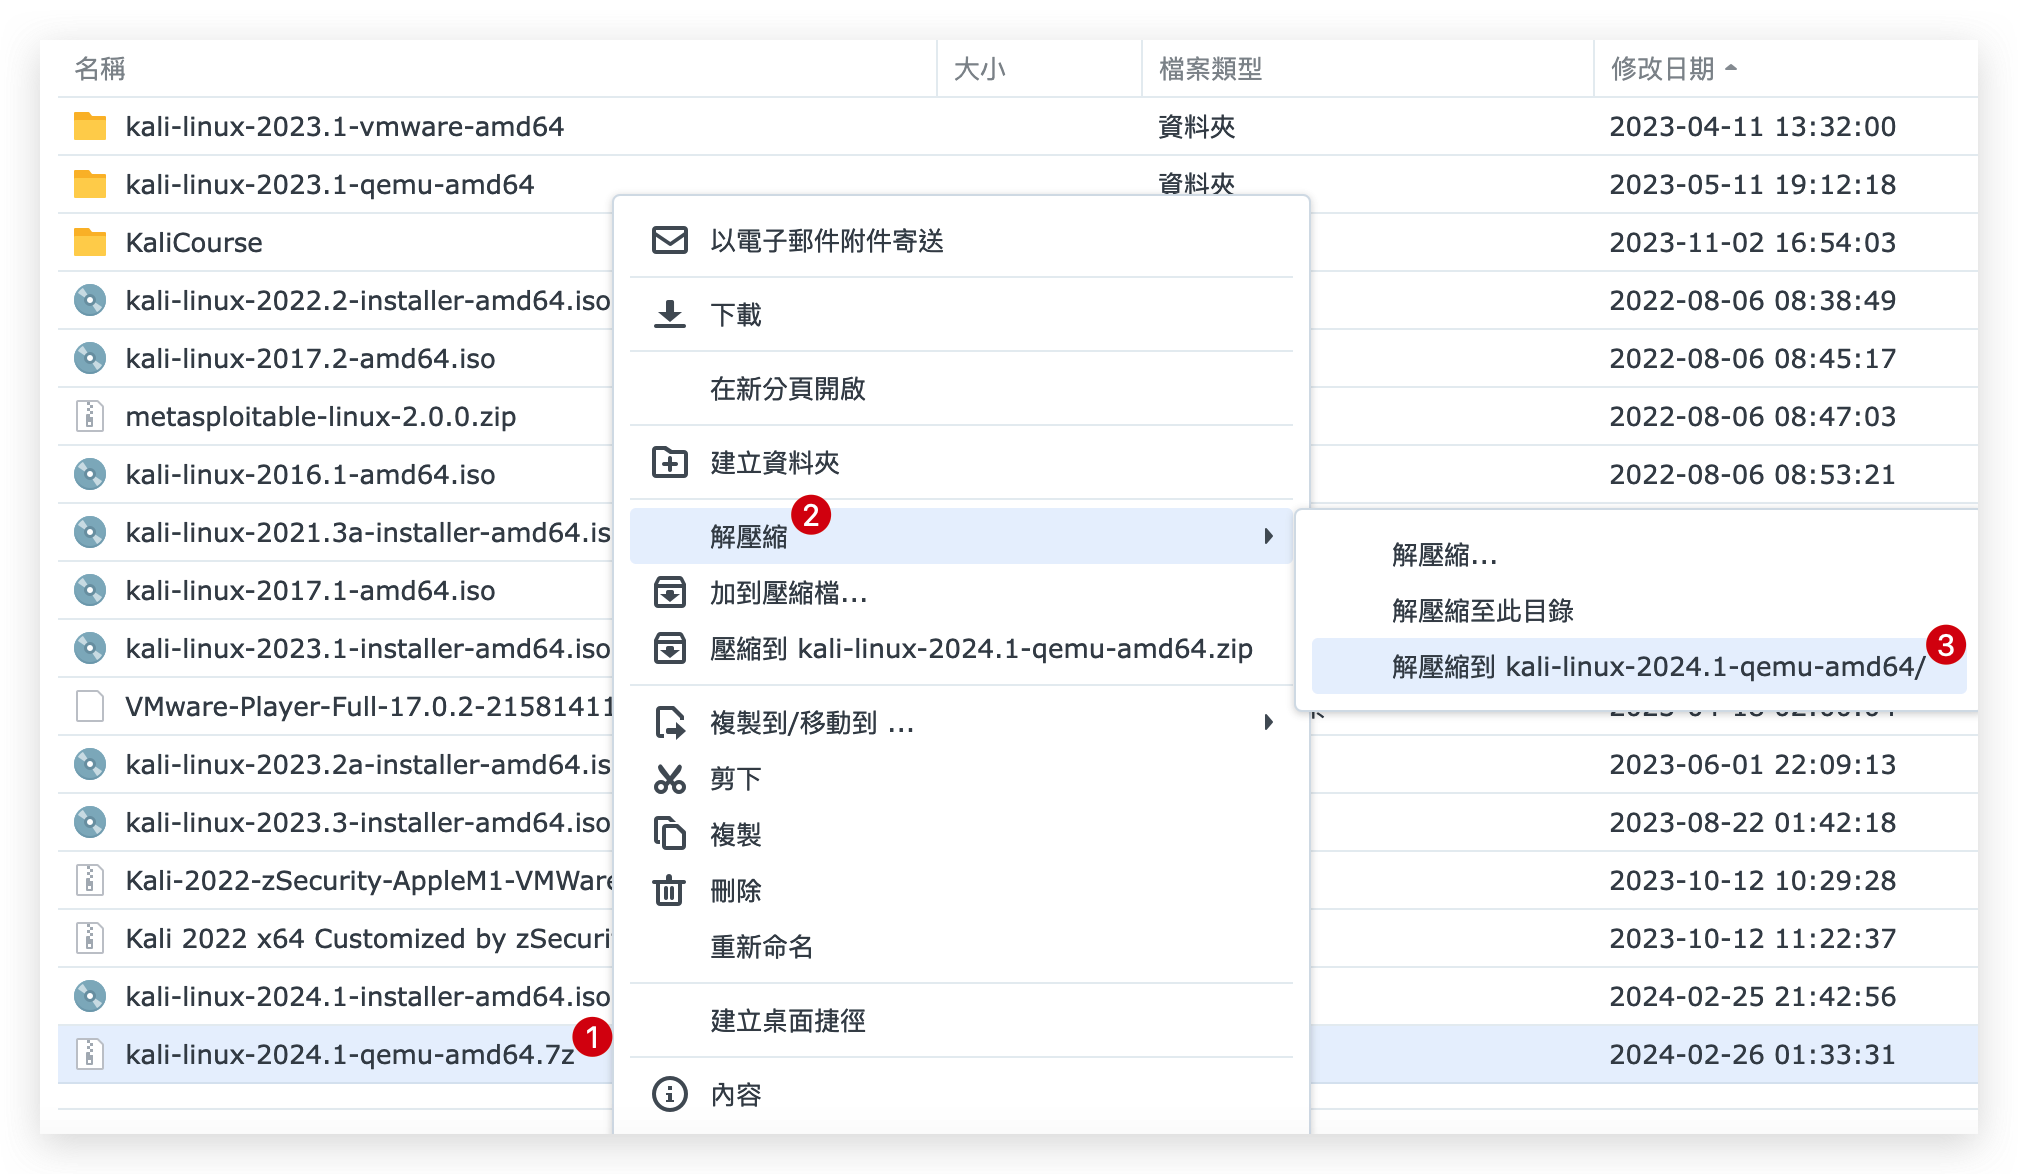 名稱 大小 檔案類型 修改日期
kali-linux-2023.1-vmware-amd64 資料夾 2023-04-11 13:32:00
kali-linux-2023.1-qemu-amd64 資料夾 2023-05-11 19:12:18
KaliCourse 2023-11-02 16:54:03
kali-linux-2022.2-installer-amd64.iso 2022-08-06 08:38:49
kali-linux-2017.2-amd64.iso 2022-08-06 08:45:17
metasploitable-linux-2.0.0.zip 2022-08-06 08:47:03
kali-linux-2016.1-amd64.iso 2022-08-06 08:53:21
kali-linux-2021.3a-installer-amd64.is
kali-linux-2017.1-amd64.iso
kali-linux-2023.1-installer-amd64.iso
VMware-Player-Full-17.0.2-21581411
kali-linux-2023.2a-installer-amd64.is 2023-06-01 22:09:13
kali-linux-2023.3-installer-amd64.iso 2023-08-22 01:42:18
Kali-2022-zSecurity-AppleM1-VMWare 2023-10-12 10:29:28
Kali 2022 x64 Customized by zSecuri 2023-10-12 11:22:37
kali-linux-2024.1-installer-amd64.iso 2024-02-25 21:42:56
kali-linux-2024.1-qemu-amd64.7z 1 2024-02-26 01:33:31
以電子郵件附件寄送
下載
在新分頁開啟
建立資料夾
解壓縮 2
加到壓縮檔...
壓縮到 kali-linux-2024.1-qemu-amd64.zip
複製到/移動到 ...
剪下
複製
刪除
重新命名
建立桌面捷徑
內容
解壓縮...
解壓縮至此目錄
解壓縮到 kali-linux-2024.1-qemu-amd64/ 3